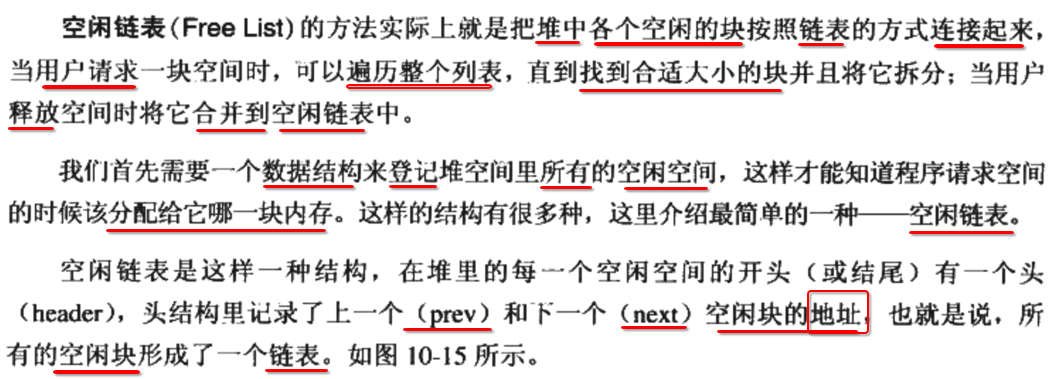 空闲链表(Free List)的方法实际上就是把堆中各个空闲的块按照链表的方式连接起来，
当用户请求一块空间时，可以遍历整个列表，直到找到合适大小的块并且将它拆分；当用户
释放空间时将它合并到空闲链表中。
我们首先需要一个数据结构来登记堆空间里所有的空闲空间，这样才能知道程序请求空间
的时候该分配给它哪一块内存。这样的结构有很多种，这里介绍最简单的一种——空闲链表。
空闲链表是这样一种结构，在堆里的每一个空闲空间的开头（或结尾）有一个头
（header），头结构里记录了上一个（prev）和下一个（next）空闲块的地址，也就是说，所
有的空闲块形成了一个链表。如图 10-15 所示。